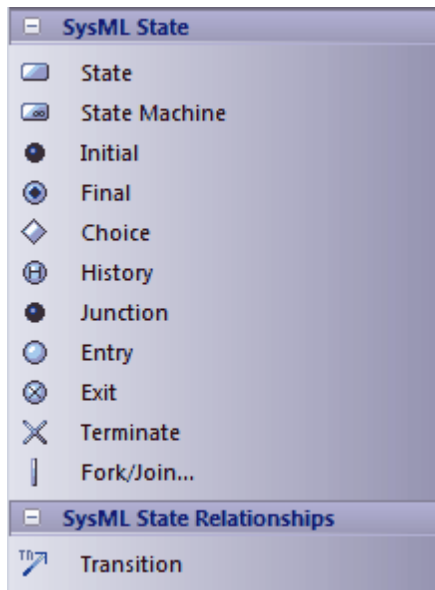 SysML State
State
State Machine
Initial
Final
Choice
H History
Junction
Entry
Exit
Terminate
Fork/Join...
SysML State Relationships
Transition